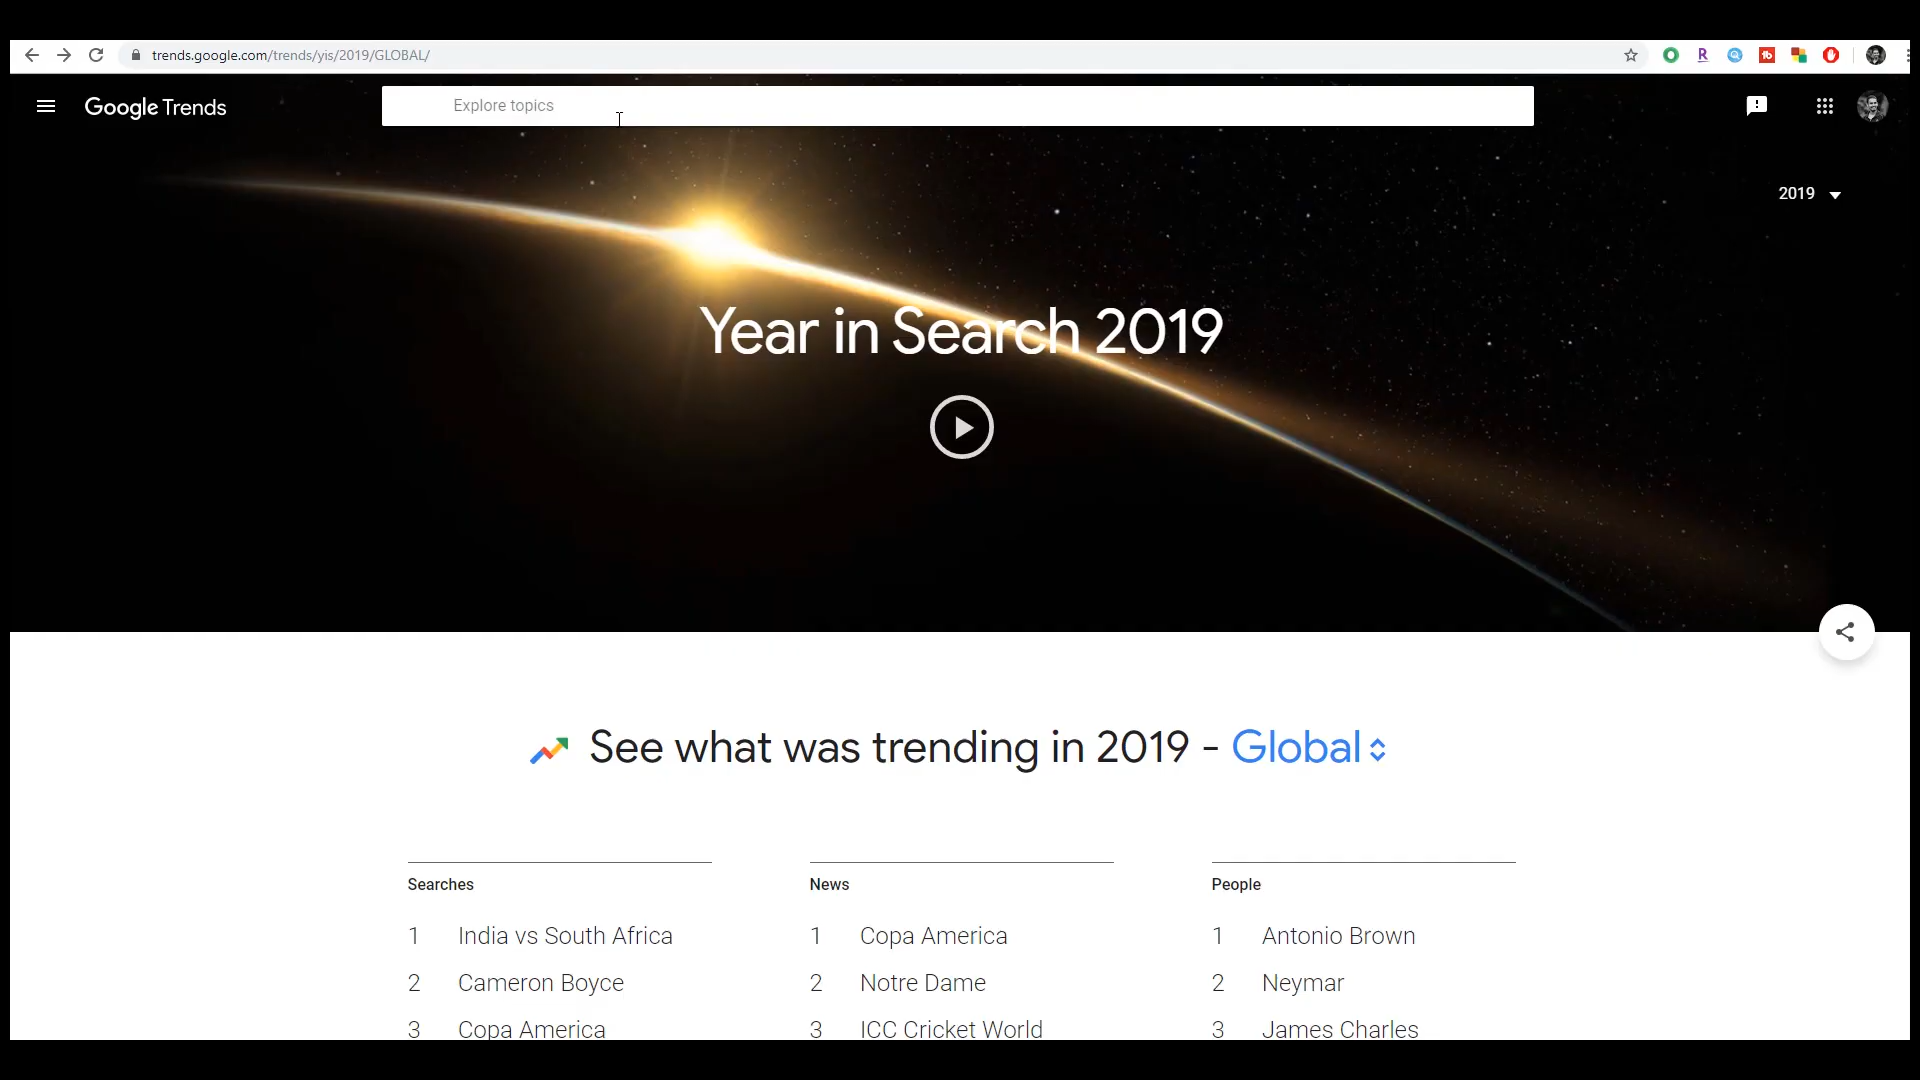 trends.google.com/trends/yis/2019/GLOBAL/
R
tb
Google Trends
Explore topics
2019
Year in Search 2019
See what was trending in 2019 - Global
Searches
1 India vs South Africa
2 Cameron Boyce
3 Copa America
News
1 Copa America
2 Notre Dame
3 ICC Cricket World
People
1 Antonio Brown
2 Neymar
3 James Charles